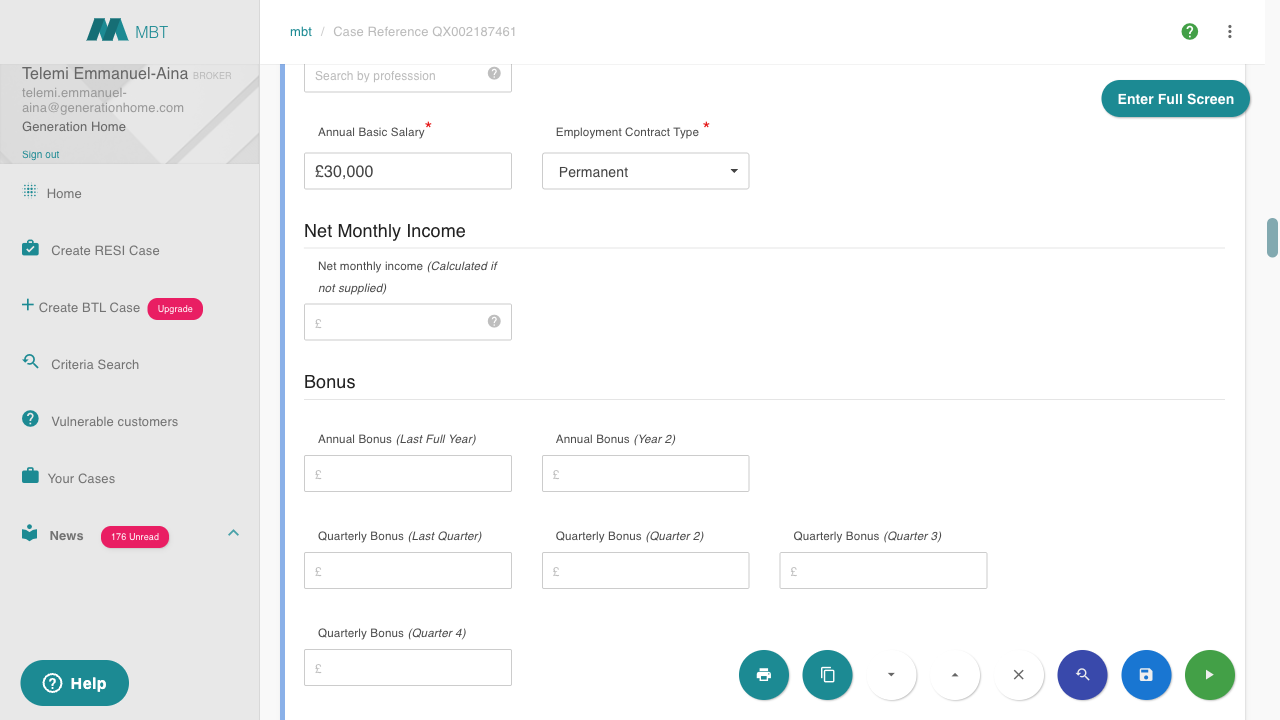 MBT
mbt / Case Reference QX002187461
Telemi Emmanuel-Aina BROKER
telemi.emmanuel-
aina@generationhome.com
Generation Home
Sign out
Home
Create RESI Case
Create BTL Case Upgrade
Criteria Search
Vulnerable customers
Your Cases
News 176 Unread
Help
Search by professsion
Enter Full Screen
Annual Basic Salary* Employment Contract Type *
£30,000 Permanent
Net Monthly Income
Net monthly income (Calculated if
not supplied)
£
Bonus
Annual Bonus (Last Full Year) Annual Bonus (Year 2)
£ £
Quarterly Bonus (Last Quarter) Quarterly Bonus (Quarter 2) Quarterly Bonus (Quarter 3)
£ £ £
Quarterly Bonus (Quarter 4)
£